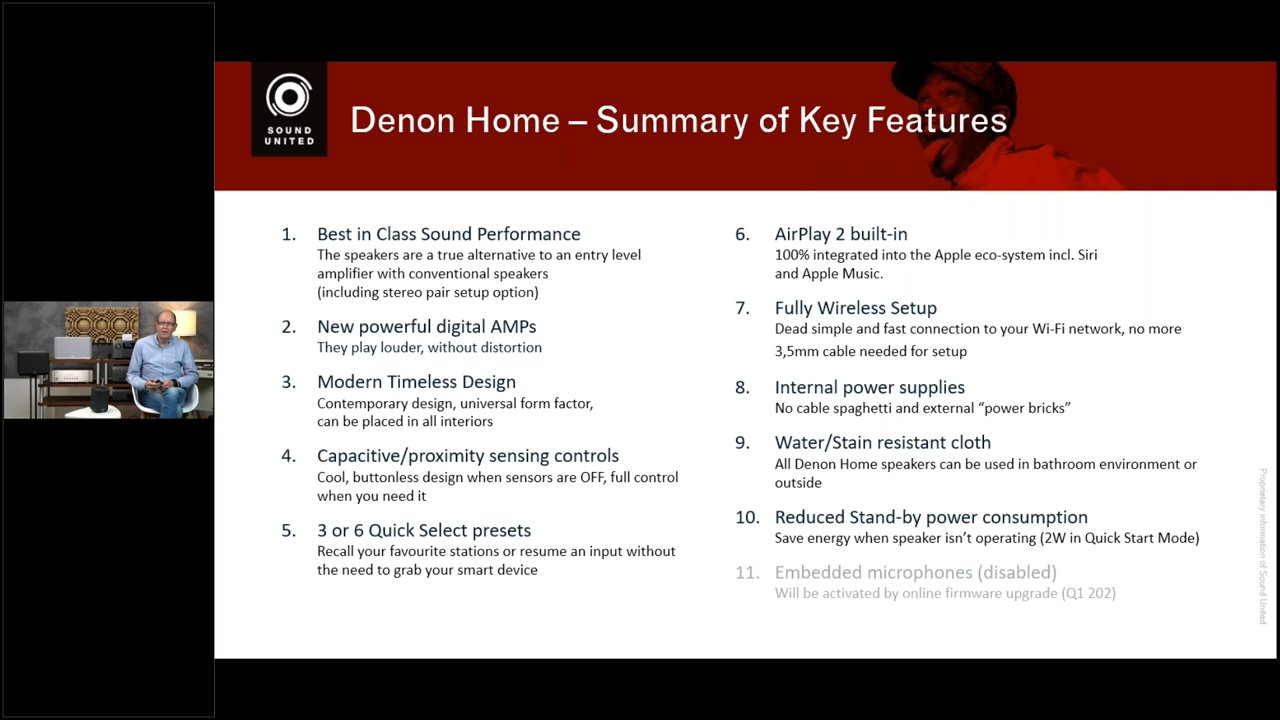 SOUND
UNITED
Denon Home – Summary of Key Features
1. Best in Class Sound Performance
The speakers are a true alternative to an entry level
amplifier with conventional speakers
(including stereo pair setup option)
2. New powerful digital AMPs
They play louder, without distortion
3. Modern Timeless Design
Contemporary design, universal form factor,
can be placed in all interiors
4. Capacitive/proximity sensing controls
Cool, buttonless design when sensors are OFF, full control
when you need it
5. 3 or 6 Quick Select presets
Recall your favourite stations or resume an input without
the need to grab your smart device
6. AirPlay 2 built-in
100% integrated into the Apple eco-system incl. Siri
and Apple Music.
7. Fully Wireless Setup
Dead simple and fast connection to your Wi-Fi network, no more
3,5mm cable needed for setup
8. Internal power supplies
No cable spaghetti and external “power bricks”
9. Water/Stain resistant cloth
All Denon Home speakers can be used in bathroom environment or
outside
10. Reduced Stand-by power consumption
Save energy when speaker isn’t operating (2W in Quick Start Mode)
11. Embedded microphones (disabled)
Will be activated by online firmware upgrade (Q1 202)
Proprietary information of Sound United